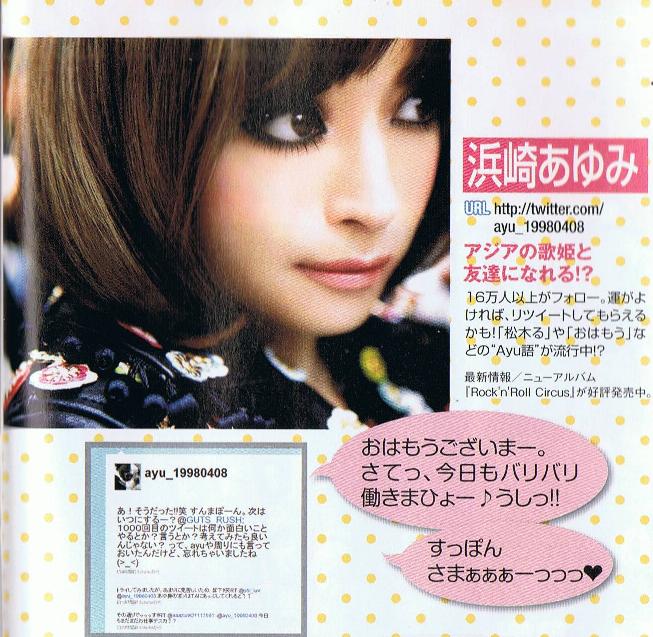 浜崎あゆみ
URL http://twitter.com/
ayu_19980408
アジアの歌姫と
友達になれる!?
16万人以上がフォロー。運がよ
ければ、リツイートしてもらえる
かも!「松木る」や「おはもう」な
どの“Ayu語”が流行中!?
最新情報/ニューアルバム
『Rock'n'Roll Circus』が好評発売中。
おはもうございまー。
さてっ、今日もバリバリ
働きまひょー♪うしっ!!
すっぽん
さまぁぁぁーっっっ♥
ayu_19980408
あ!そうだった!!笑 すんまぽーん。次は
いつにするー?@GUTS_RUSH:
1000回目のツイートは何か面白いこと
やるとか?言うとか?考えてみたら良い
んじゃない? って、ayuや周りにも言って
おいたんだけど、忘れちゃいましたね
(>_<)